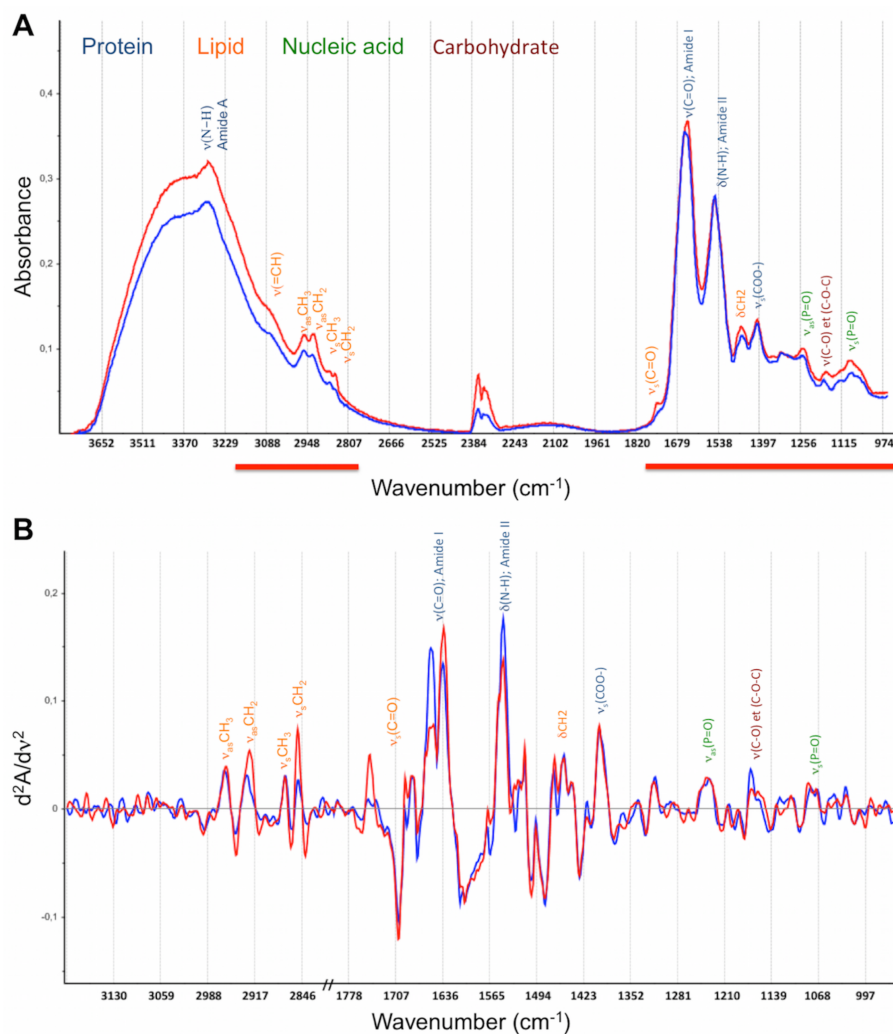 A
Protein Lipid Nucleic acid Carbohydrate
0,4
0,3
0,2
0,1
Absorbance
ν(N–H)
Amide A
ν(=CH)
νasCH3
νasCH2
νsCH3
νsCH2
νs(C=O)
ν(C=O); Amide I
δ(N-H); Amide II
δCH2
νs(COO-)
νas(P=O)
ν(C-O) et (C-O-C)
νs(P=O)
3652 3511 3370 3229 3088 2948 2807 2666 2525 2384 2243 2102 1961 1820 1679 1538 1397 1256 1115 974
Wavenumber (cm-1)
B
0,2
0,1
0
-0,1
d2A/dν2
νasCH3
νasCH2
νsCH3
νsCH2
νs(C=O)
ν(C=O); Amide I
δ(N-H); Amide II
δCH2
νs(COO-)
νas(P=O)
ν(C-O) et (C-O-C)
νs(P=O)
3130 3059 2988 2917 2846 // 1778 1707 1636 1565 1494 1423 1352 1281 1210 1139 1068 997
Wavenumber (cm-1)